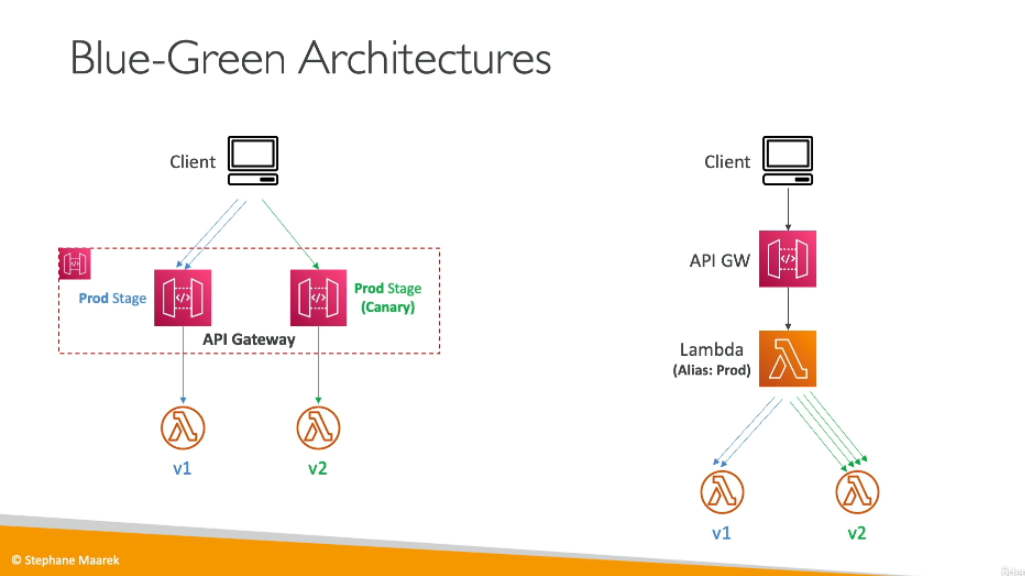 Blue-Green Architectures
Client
Prod Stage
Prod Stage
(Canary)
API Gateway
v1
v2
Client
API GW
Lambda
(Alias: Prod)
v1
v2
© Stephane Maarek